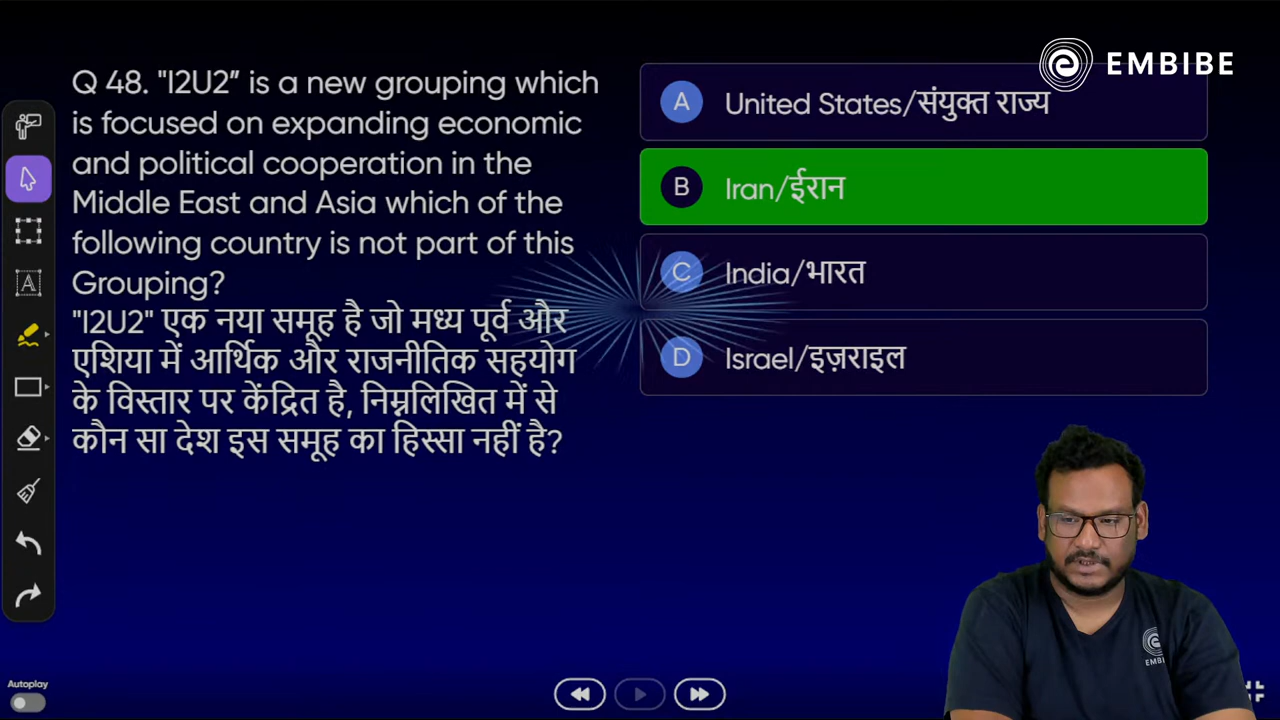 EMBIBE
Q 48. "I2U2” is a new grouping which
is focused on expanding economic
and political cooperation in the
Middle East and Asia which of the
following country is not part of this
Grouping?
"I2U2" एक नया समूह है जो मध्य पूर्व और
एशिया में आर्थिक और राजनीतिक सहयोग
के विस्तार पर केंद्रित है, निम्नलिखित में से
कौन सा देश इस समूह का हिस्सा नहीं है?
A United States/संयुक्त राज्य
B Iran/ईरान
C India/भारत
D Israel/इज़राइल
A
Autoplay
EMBI